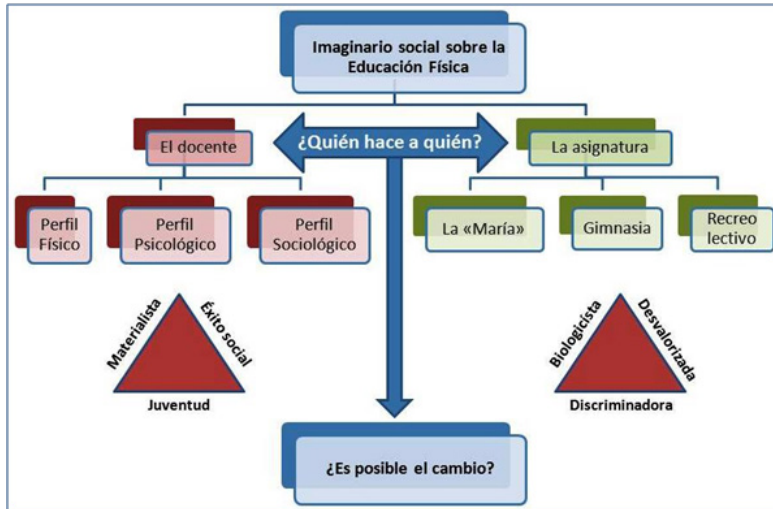 Imaginario social sobre la
Educación Física
El docente
¿Quién hace a quién?
La asignatura
Perfil
Físico
Perfil
Psicológico
Perfil
Sociológico
La «María»
Gimnasia
Recreo
lectivo
Materialista
Éxito social
Juventud
Biologicista
Desvalorizada
Discriminadora
¿Es posible el cambio?